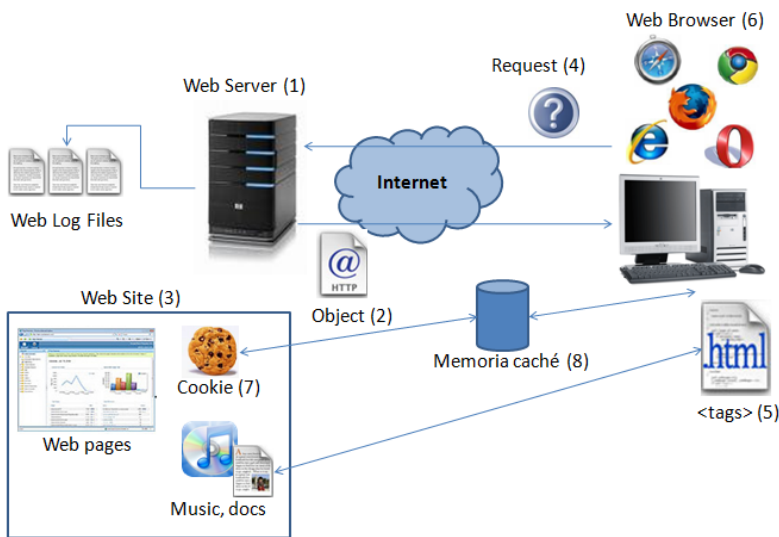 Web Browser (6)
Request (4)
Web Server (1)
?
Internet
Web Log Files
@
HTTP
Web Site (3)
Object (2)
Cookie (7)
Memoria caché (8)
.html
<tags> (5)
Web pages
Music, docs